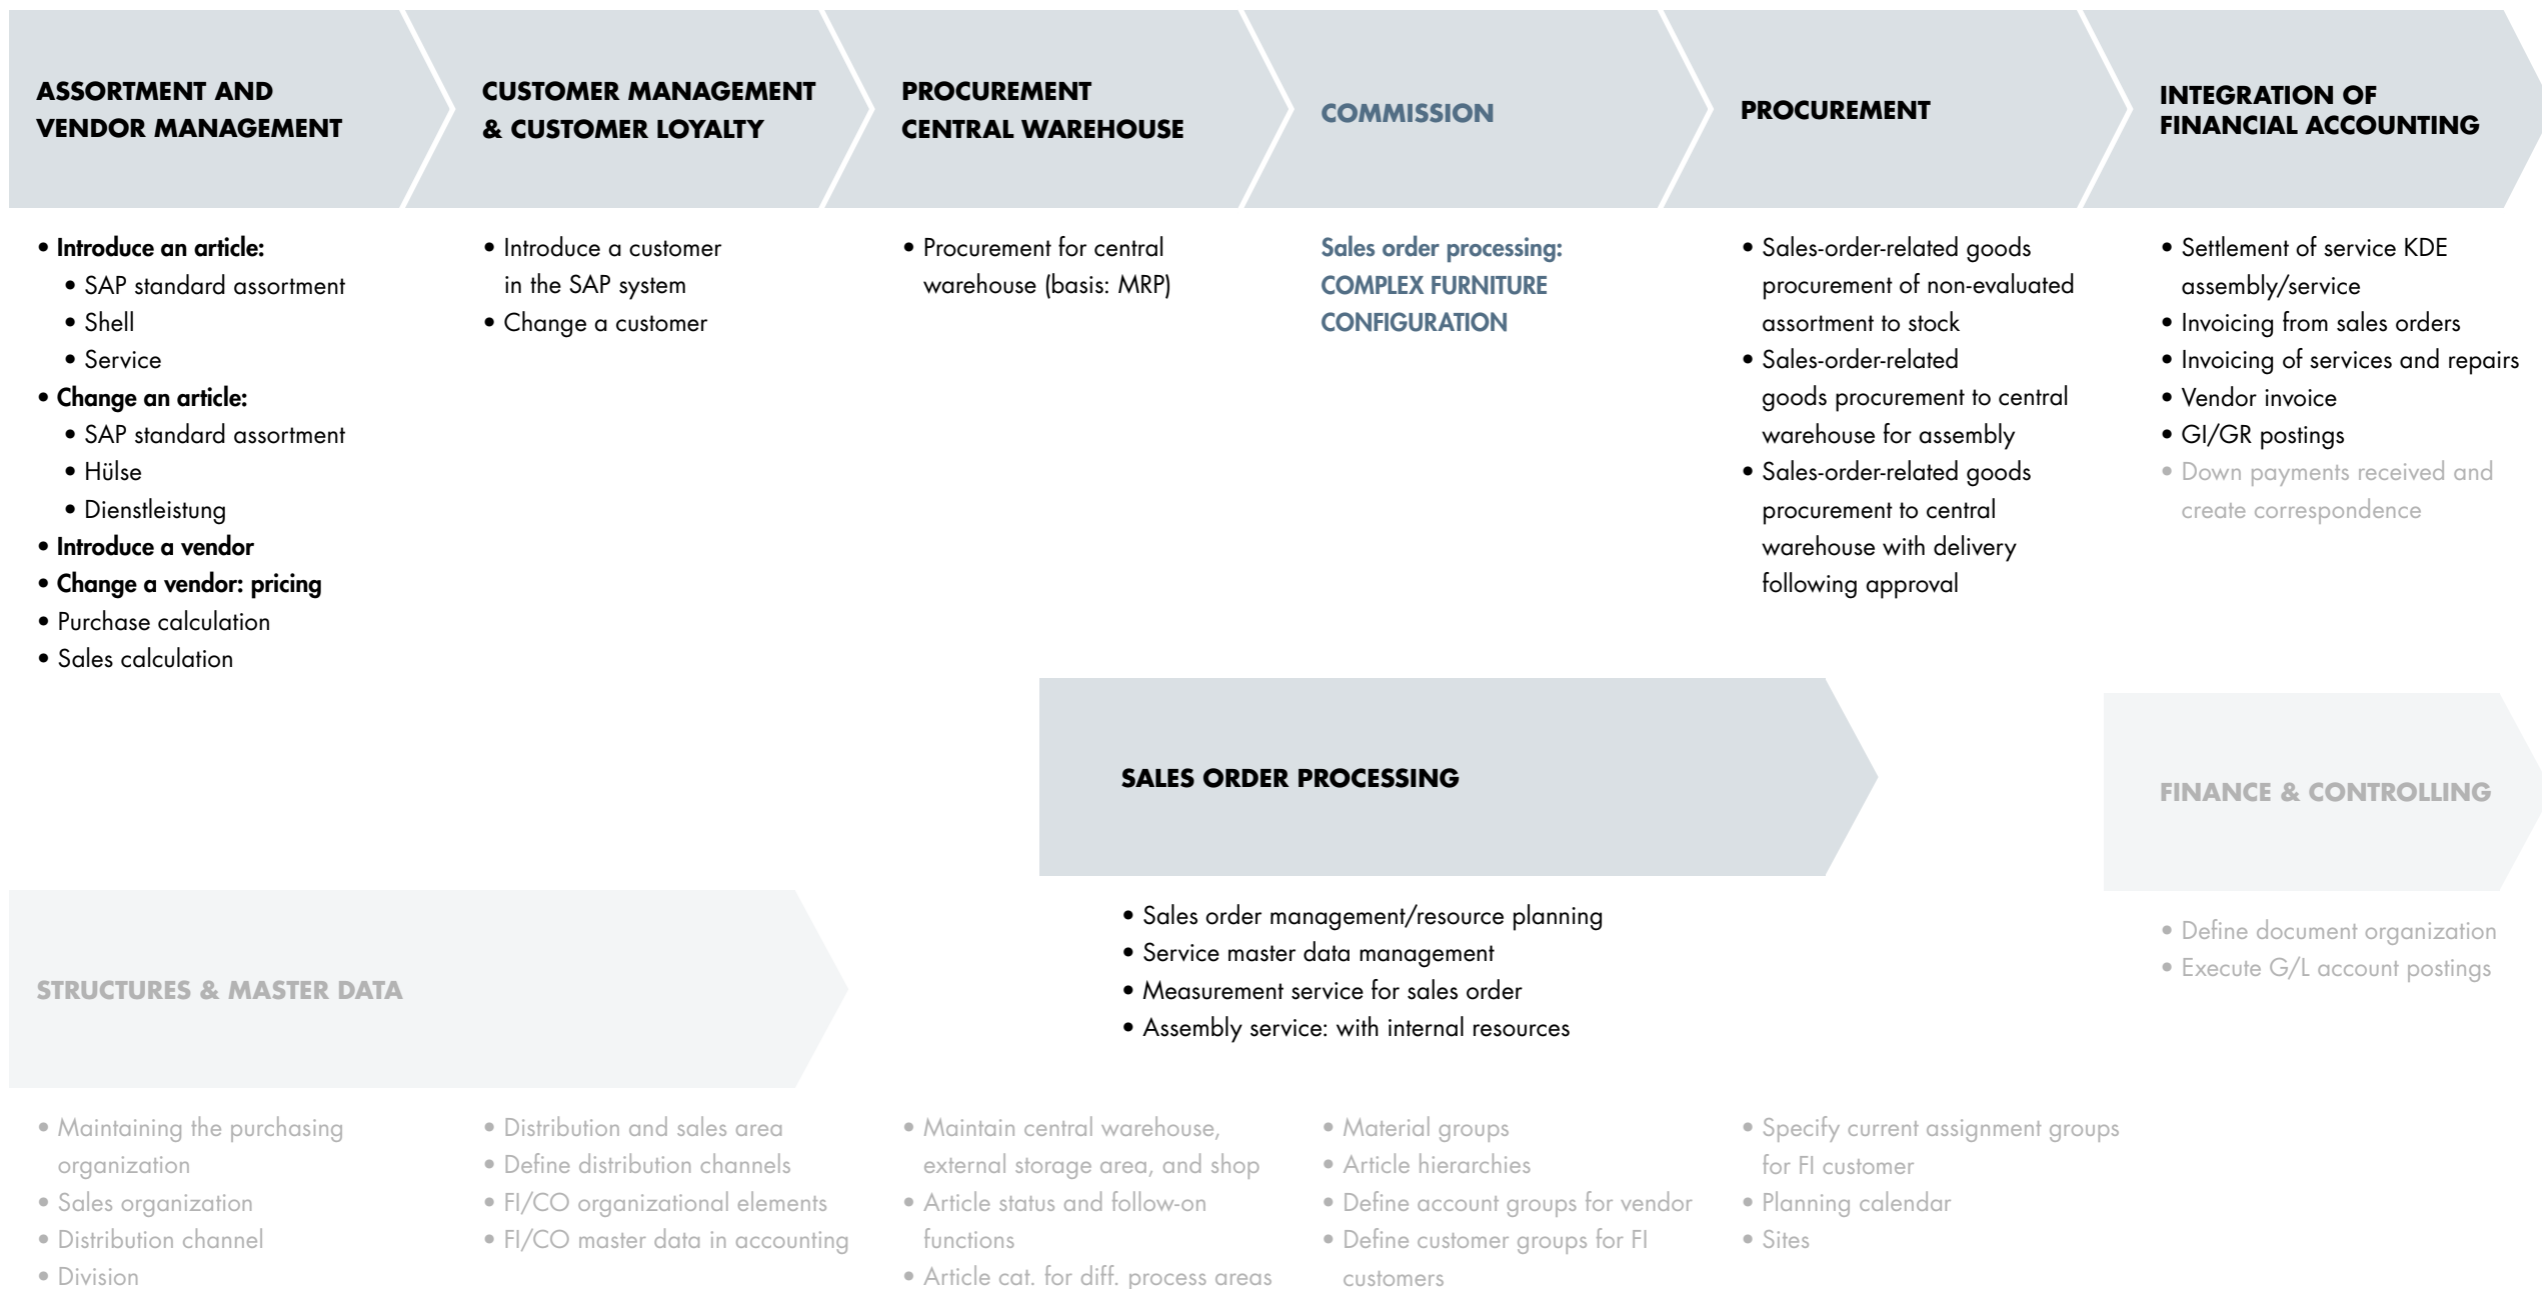 ASSORTMENT AND
VENDOR MANAGEMENT
CUSTOMER MANAGEMENT
& CUSTOMER LOYALTY
PROCUREMENT
CENTRAL WAREHOUSE
COMMISSION
PROCUREMENT
INTEGRATION OF
FINANCIAL ACCOUNTING
• Introduce an article:
• SAP standard assortment
• Shell
• Service
• Change an article:
• SAP standard assortment
• Hülse
• Dienstleistung
• Introduce a vendor
• Change a vendor: pricing
• Purchase calculation
• Sales calculation
• Introduce a customer
in the SAP system
• Change a customer
• Procurement for central
warehouse (basis: MRP)
Sales order processing:
COMPLEX FURNITURE
CONFIGURATION
• Sales-order-related goods
procurement of non-evaluated
assortment to stock
• Sales-order-related
goods procurement to central
warehouse for assembly
• Sales-order-related goods
procurement to central
warehouse with delivery
following approval
• Settlement of service KDE
assembly/service
• Invoicing from sales orders
• Invoicing of services and repairs
• Vendor invoice
• GI/GR postings
• Down payments received and
create correspondence
SALES ORDER PROCESSING
• Sales order management/resource planning
• Service master data management
• Measurement service for sales order
• Assembly service: with internal resources
FINANCE & CONTROLLING
• Define document organization
• Execute G/L account postings
STRUCTURES & MASTER DATA
• Maintaining the purchasing
organization
• Sales organization
• Distribution channel
• Division
• Distribution and sales area
• Define distribution channels
• FI/CO organizational elements
• FI/CO master data in accounting
• Maintain central warehouse,
external storage area, and shop
• Article status and follow-on
functions
• Article cat. for diff. process areas
• Material groups
• Article hierarchies
• Define account groups for vendor
• Define customer groups for FI
customers
• Specify current assignment groups
for FI customer
• Planning calendar
• Sites